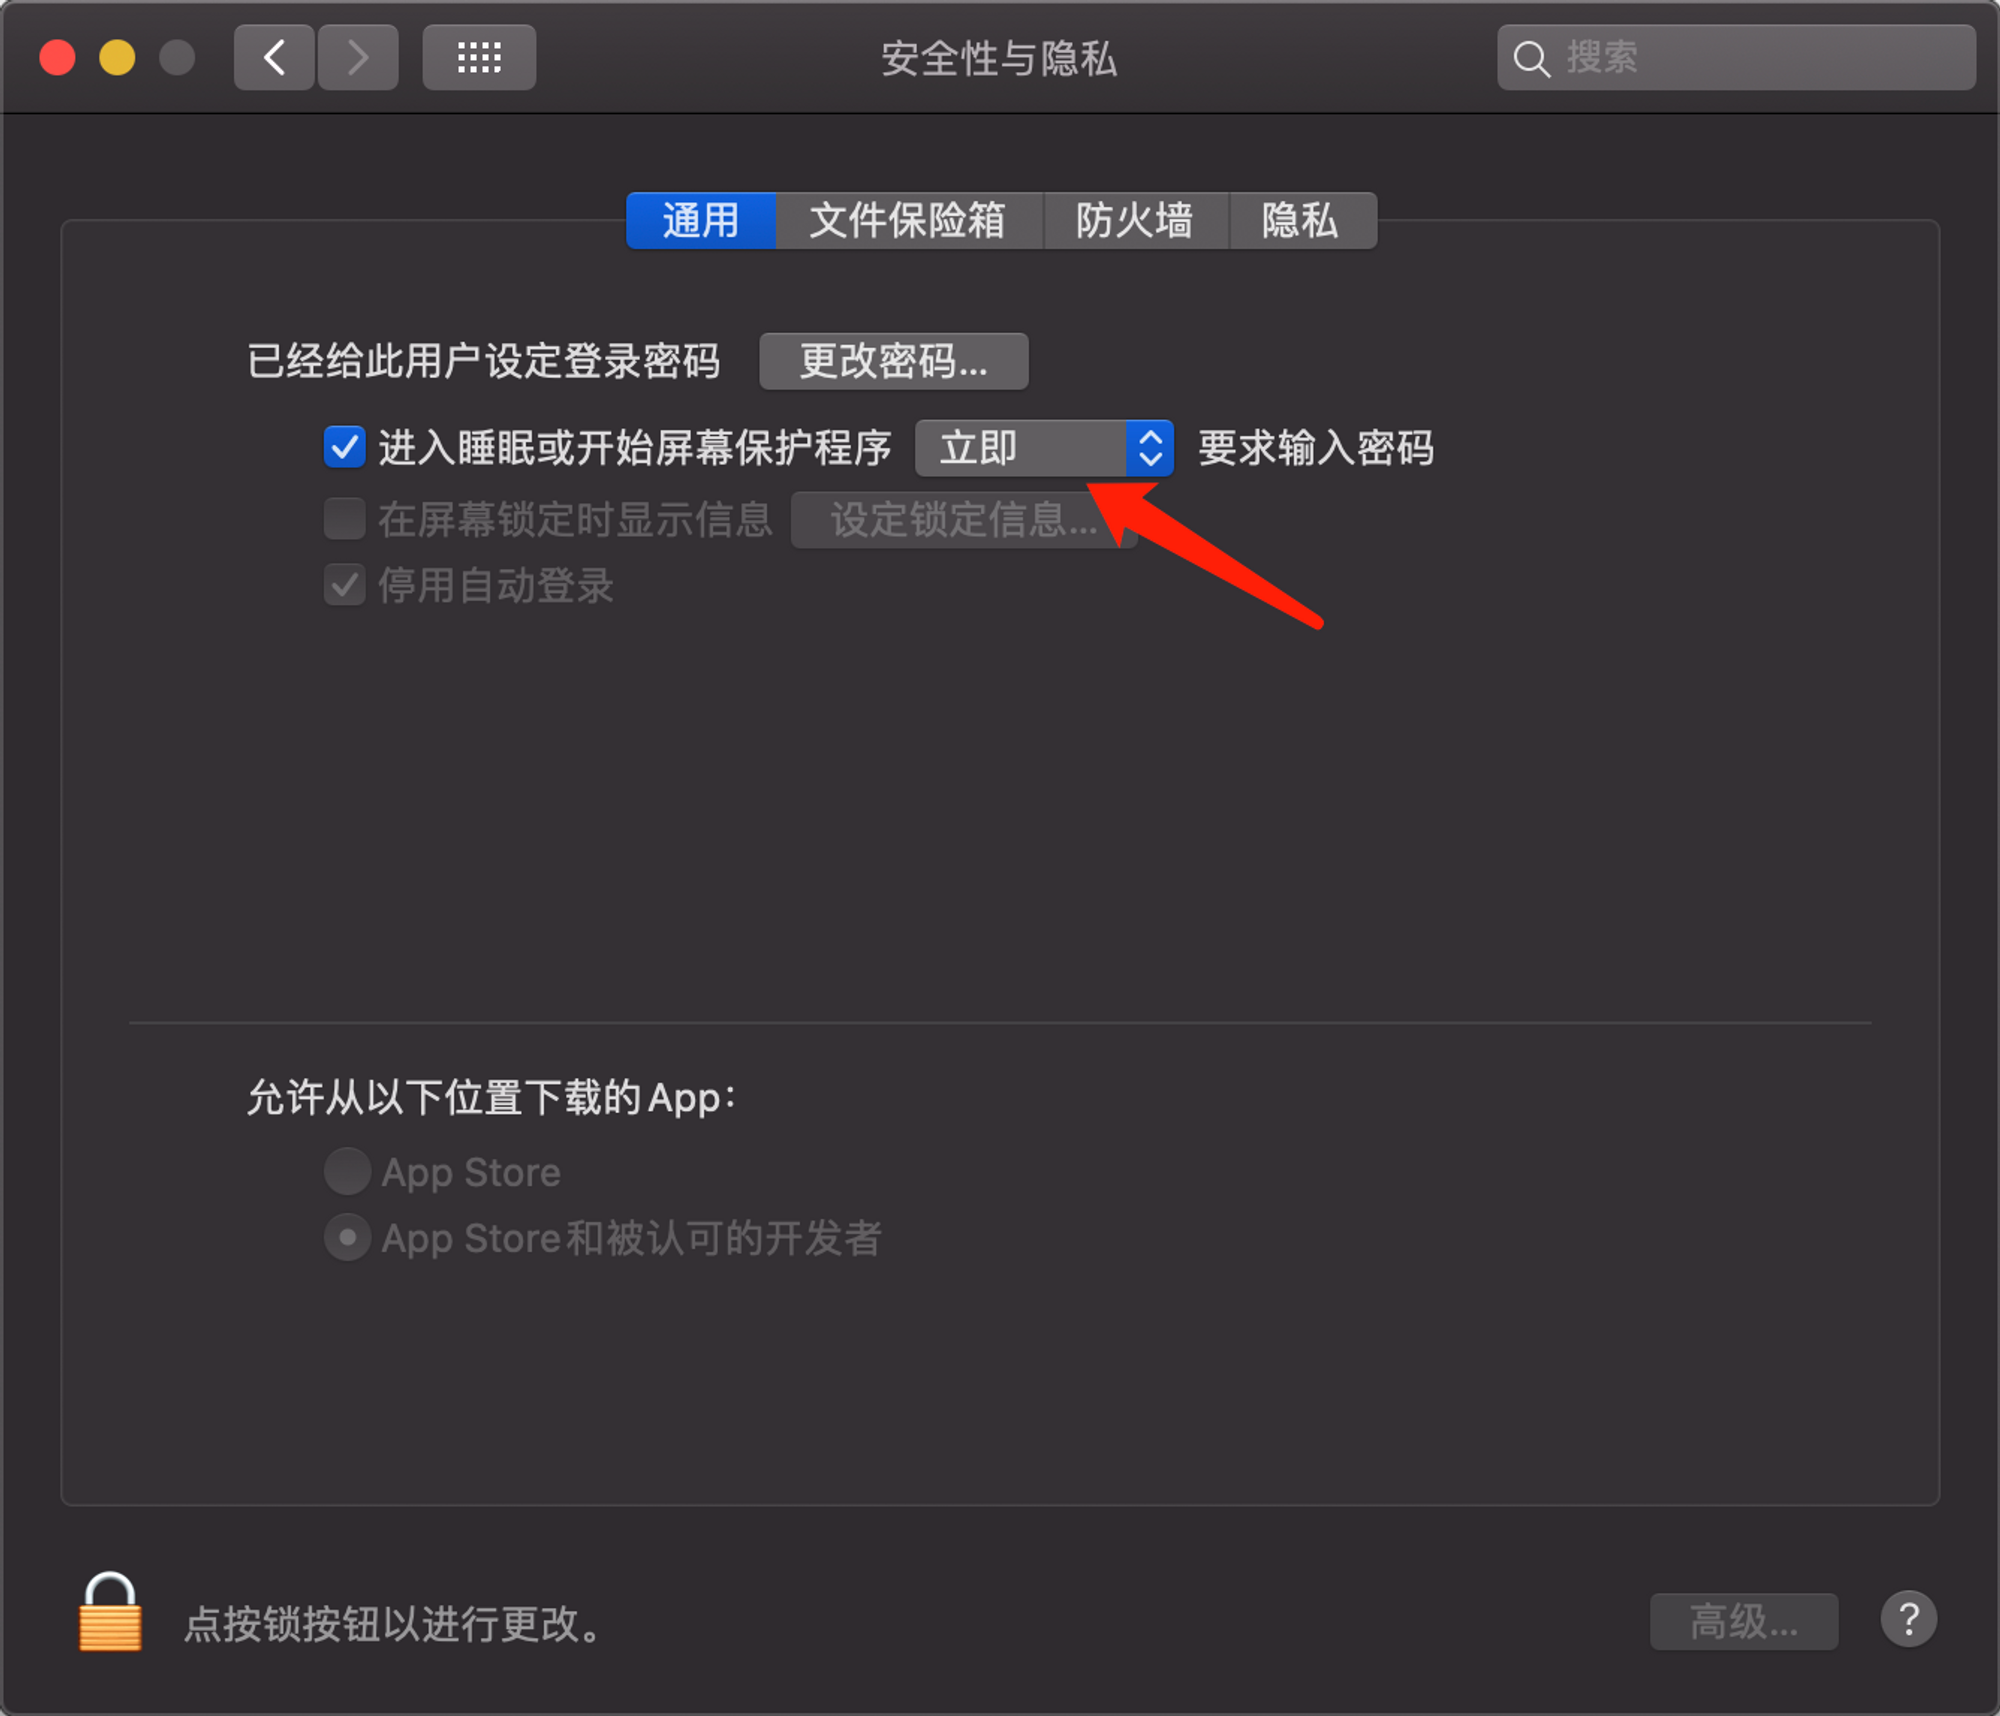 安全性与隐私
搜索
通用 文件保险箱 防火墙 隐私
已经给此用户设定登录密码 更改密码...
进入睡眠或开始屏幕保护程序 立即 要求输入密码
在屏幕锁定时显示信息 设定锁定信息...
停用自动登录
允许从以下位置下载的App：
App Store
App Store和被认可的开发者
点按锁按钮以进行更改。
高级... ?